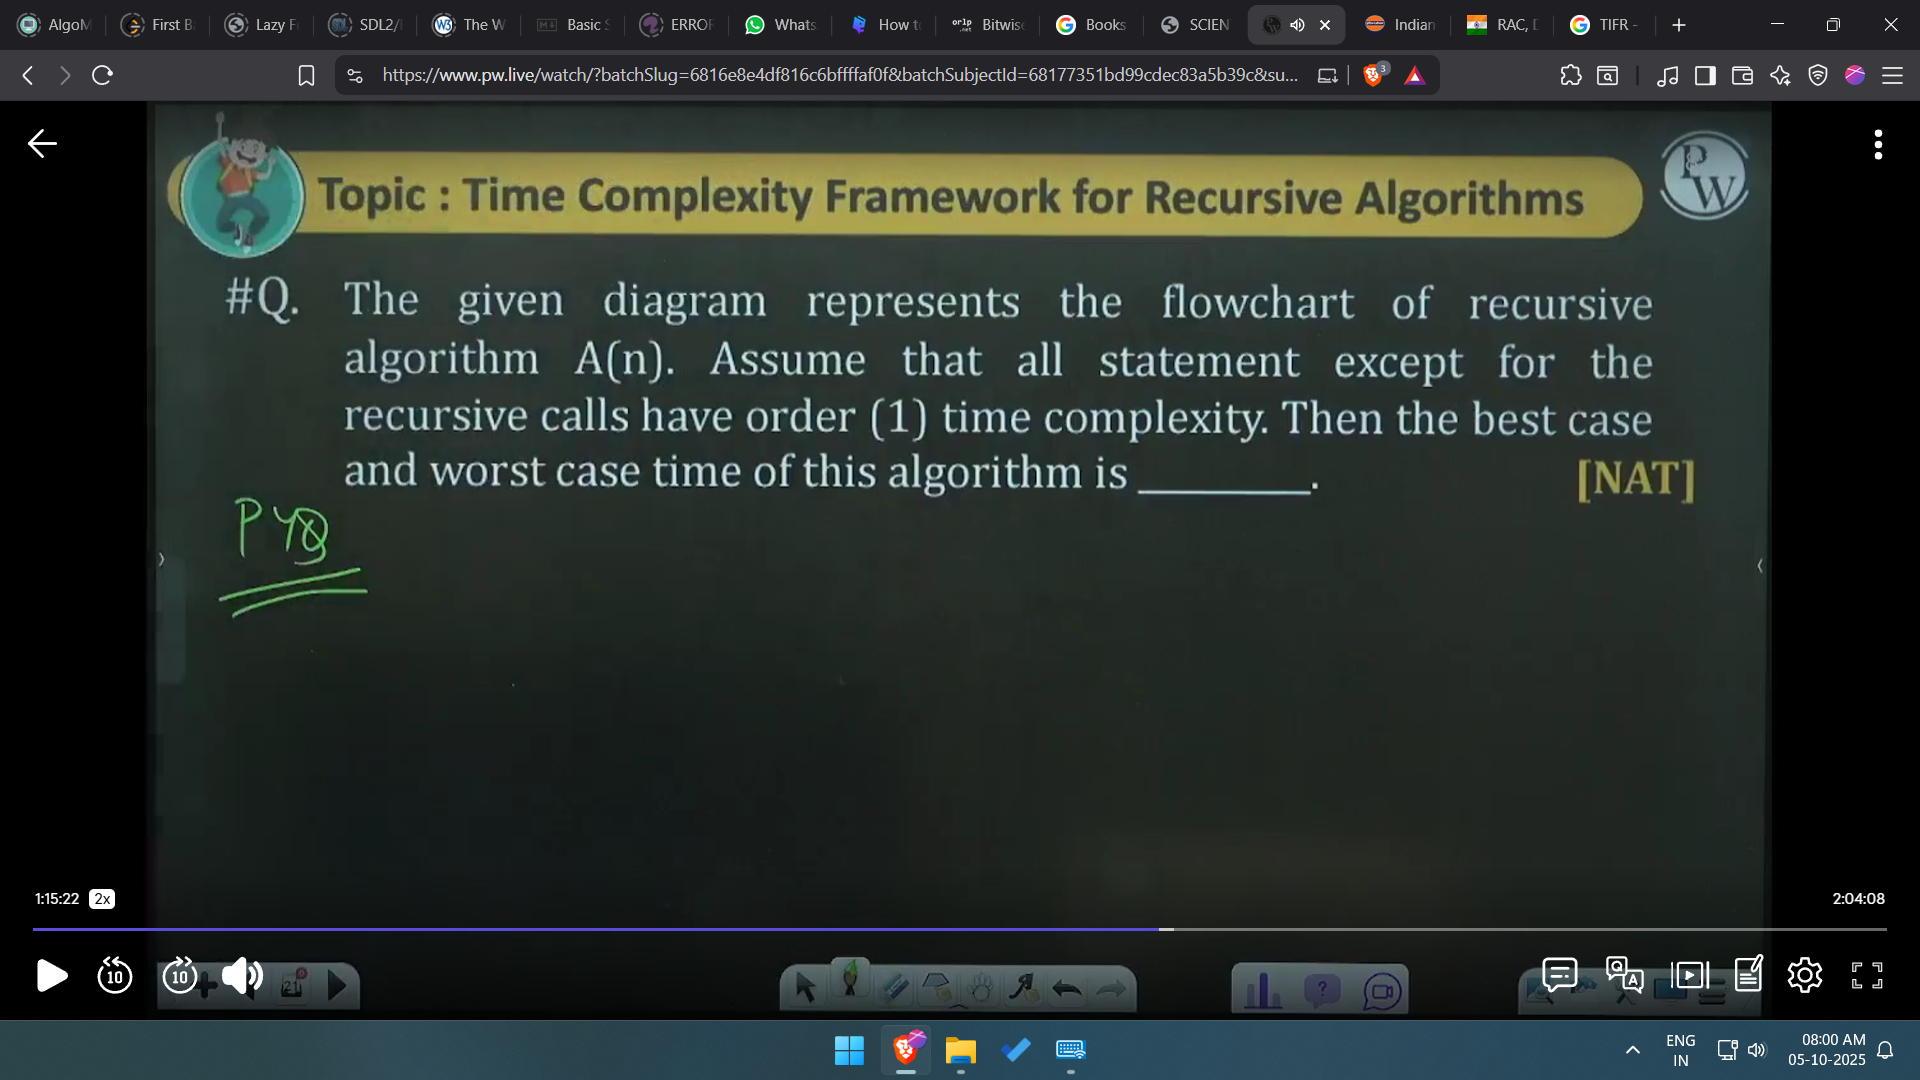 AlgoM
First B
Lazy F
SDL2/
The W
Basic S
ERROF
Whats
How t
Bitwis
Books
SCIEN
Indian
RAC, D
TIFR -
https://www.pw.live/watch/?batchSlug=6816e8e4df816c6bffffaf0f&batchSubjectId=68177351bd99cdec83a5b39c&su...
3
Topic : Time Complexity Framework for Recursive Algorithms
PW
#Q. The given diagram represents the flowchart of recursive
algorithm A(n). Assume that all statement except for the
recursive calls have order (1) time complexity. Then the best case
and worst case time of this algorithm is ________.
[NAT]
PYQ
1:15:22 2x
2:04:08
10
10
21
ENG
IN
08:00 AM
05-10-2025